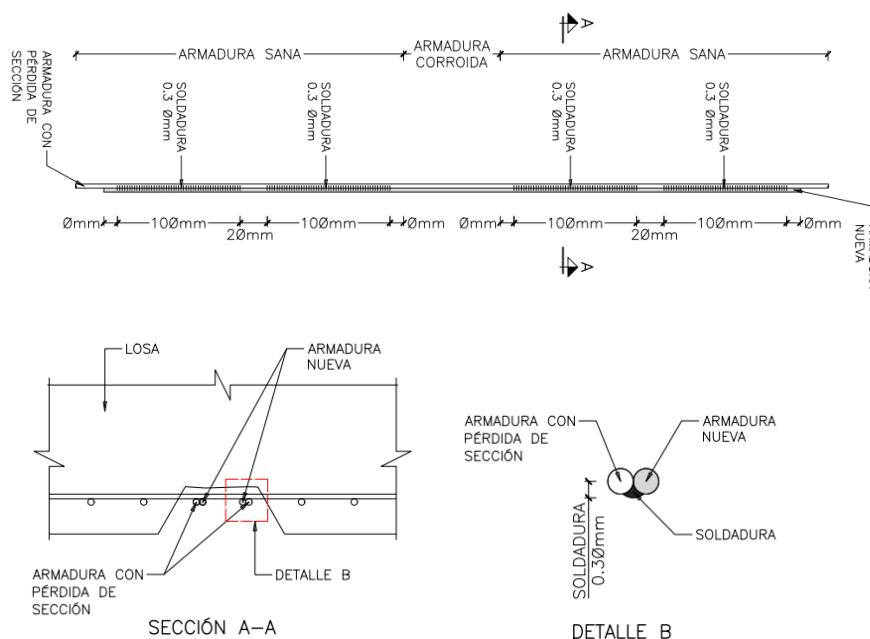 A
ARMADURA SANA
ARMADURA
CORROIDA
ARMADURA SANA
ARMADURA CON
PÉRDIDA DE
SECCIÓN
SOLDADURA
0.3 Ømm
SOLDADURA
0.3 Ømm
SOLDADURA
0.3 Ømm
SOLDADURA
0.3 Ømm
NUEVA
Ømm
10Ømm
2Ømm
10Ømm
Ømm
Ømm
10Ømm
2Ømm
10Ømm
Ømm
A
LOSA
ARMADURA
NUEVA
ARMADURA CON
PÉRDIDA DE
SECCIÓN
DETALLE B
SECCIÓN A-A
ARMADURA CON
PÉRDIDA DE
SECCIÓN
ARMADURA
NUEVA
SOLDADURA
0.3Ømm
SOLDADURA
DETALLE B